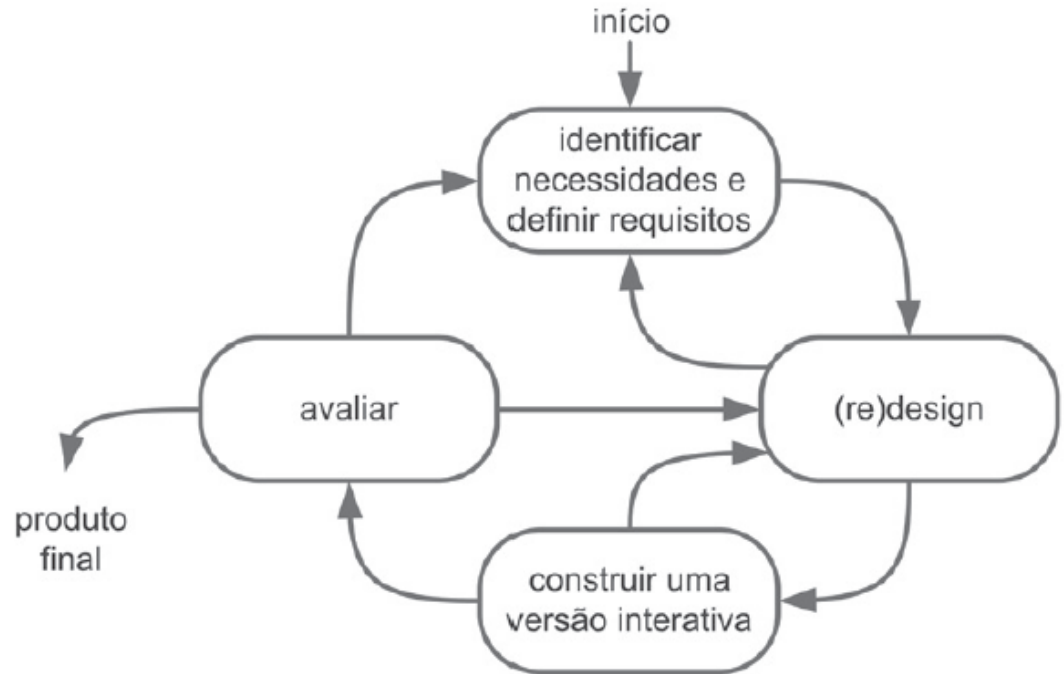 início
identificar
necessidades e
definir requisitos
avaliar
(re)design
produto
final
construir uma
versão interativa